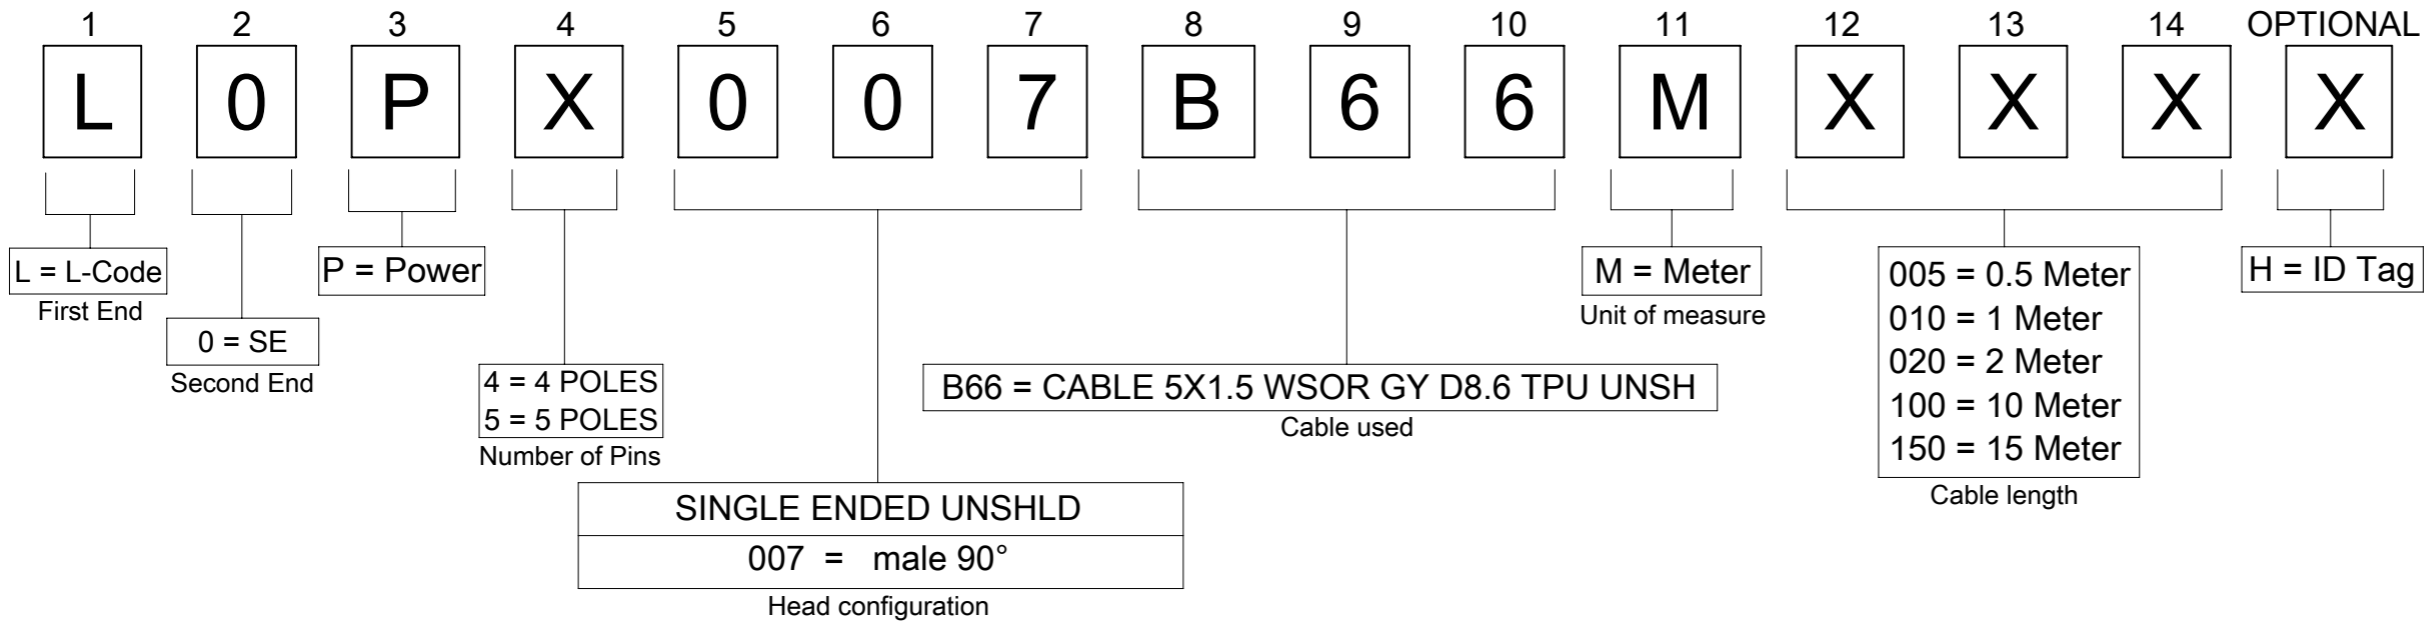 1 2 3 4 5 6 7 8 9 10 11 12 13 14 OPTIONAL
L 0 P X 0 0 7 B 6 6 M X X X X
L = L-Code
First End
0 = SE
Second End
P = Power
4 = 4 POLES
5 = 5 POLES
Number of Pins
SINGLE ENDED UNSHLD
007 = male 90°
Head configuration
B66 = CABLE 5X1.5 WSOR GY D8.6 TPU UNSH
Cable used
M = Meter
Unit of measure
005 = 0.5 Meter
010 = 1 Meter
020 = 2 Meter
100 = 10 Meter
150 = 15 Meter
Cable length
H = ID Tag